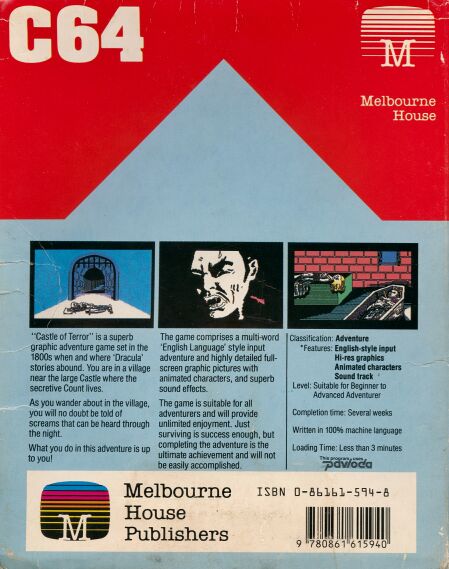 C64
M
Melbourne
House
"Castle of Terror" is a superb
graphic adventure game set in the
1800s when and where 'Dracula'
stories abound. You are in a village
near the large Castle where the
secretive Count lives.
As you wander about in the village,
you will no doubt be told of
screams that can be heard through
the night.
What you do in this adventure is up
to you!
The game comprises a multi-word
'English Language' style input
adventure and highly detailed full-
screen graphic pictures with
animated characters, and superb
sound effects.
The game is suitable for all
adventurers and will provide
unlimited enjoyment. Just
surviving is success enough, but
completing the adventure is the
ultimate achievement and will not
be easily accomplished.
Classification: Adventure
*Features: English-style input
Hi-res graphics
Animated characters
Sound track
Level: Suitable for Beginner to
Advanced Adventurer
Completion time: Several weeks
Written in 100% machine language
Loading Time: Less than 3 minutes
This program uses
pavloda
M
Melbourne
House
Publishers
ISBN 0-86161-594-8
9 780861 615940